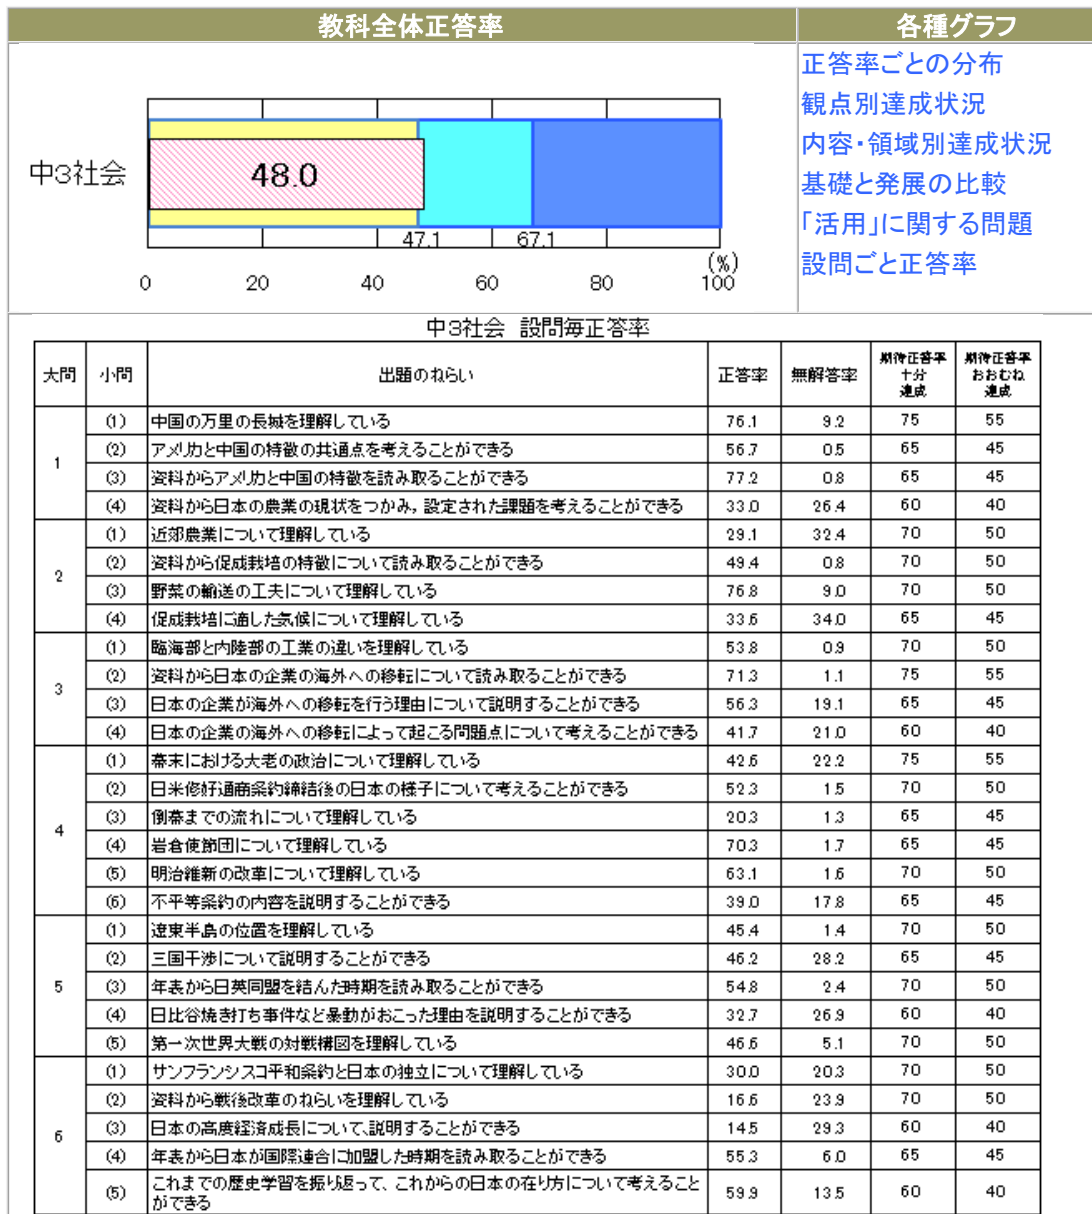 教科全体正答率 各種グラフ
正答率ごとの分布
観点別達成状況
内容・領域別達成状況
基礎と発展の比較
「活用」に関する問題
設問ごと正答率
中3社会 48.0
47.1 67.1
(%)
0 20 40 60 80 100
中3社会 設問毎正答率
大問 小問 出題のねらい 正答率 無解答率 期待正答率十分達成 期待正答率おおむね達成
1 (1) 中国の万里の長城を理解している 76.1 9.2 75 55
(2) アメリカと中国の特徴の共通点を考えることができる 56.7 0.5 65 45
(3) 資料からアメリカと中国の特徴を読み取ることができる 77.2 0.8 65 45
(4) 資料から日本の農業の現状をつかみ，設定された課題を考えることができる 33.0 26.4 60 40
2 (1) 近郊農業について理解している 29.1 32.4 70 50
(2) 資料から促成栽培の特徴について読み取ることができる 49.4 0.8 70 50
(3) 野菜の輸送の工夫について理解している 76.8 9.0 70 50
(4) 促成栽培に適した気候について理解している 33.6 34.0 65 45
3 (1) 臨海部と内陸部の工業の違いを理解している 53.8 0.9 70 50
(2) 資料から日本の企業の海外への移転について読み取ることができる 71.3 1.1 75 55
(3) 日本の企業が海外への移転を行う理由について説明することができる 56.3 19.1 65 45
(4) 日本の企業の海外への移転によって起こる問題点について考えることができる 41.7 21.0 60 40
4 (1) 幕末における大老の政治について理解している 42.6 22.2 75 55
(2) 日米修好通商条約締結後の日本の様子について考えることができる 52.3 1.5 70 50
(3) 倒幕までの流れについて理解している 20.3 1.3 65 45
(4) 岩倉使節団について理解している 70.3 1.7 65 45
(5) 明治維新の改革について理解している 63.1 1.6 70 50
(6) 不平等条約の内容を説明することができる 39.0 17.8 65 45
5 (1) 遼東半島の位置を理解している 45.4 1.4 70 50
(2) 三国干渉について説明することができる 46.2 28.2 65 45
(3) 年表から日英同盟を結んだ時期を読み取ることができる 54.8 2.4 70 50
(4) 日比谷焼き打ち事件など暴動がおこった理由を説明することができる 32.7 26.9 60 40
(5) 第一次世界大戦の対戦構図を理解している 46.6 5.1 70 50
6 (1) サンフランシスコ平和条約と日本の独立について理解している 30.0 20.3 70 50
(2) 資料から戦後改革のねらいを理解している 16.6 23.9 70 50
(3) 日本の高度経済成長について、説明することができる 14.5 29.3 60 40
(4) 年表から日本が国際連合に加盟した時期を読み取ることができる 55.3 6.0 65 45
(5) これまでの歴史学習を振り返って、これからの日本の在り方について考えること
ができる 59.9 13.5 60 40